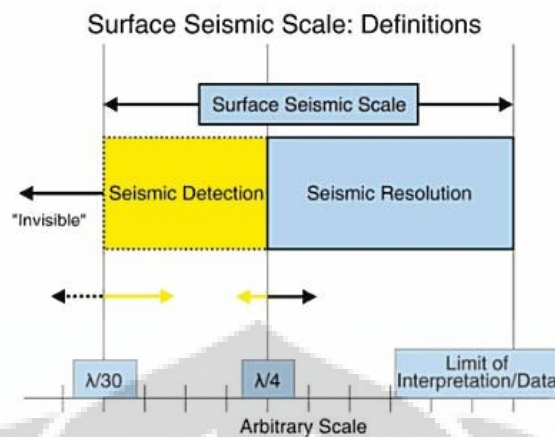 Surface Seismic Scale: Definitions
Surface Seismic Scale
Seismic Detection
Seismic Resolution
"Invisible"
λ/30
λ/4
Limit of
Interpretation/Data
Arbitrary Scale